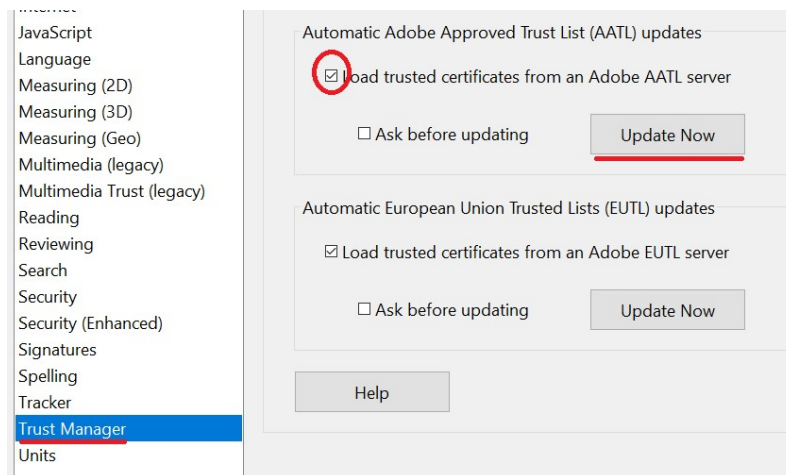 JavaScript
Language
Measuring (2D)
Measuring (3D)
Measuring (Geo)
Multimedia (legacy)
Multimedia Trust (legacy)
Reading
Reviewing
Search
Security
Security (Enhanced)
Signatures
Spelling
Tracker
Trust Manager
Units
Automatic Adobe Approved Trust List (AATL) updates
Load trusted certificates from an Adobe AATL server
Ask before updating
Update Now
Automatic European Union Trusted Lists (EUTL) updates
Load trusted certificates from an Adobe EUTL server
Ask before updating
Update Now
Help